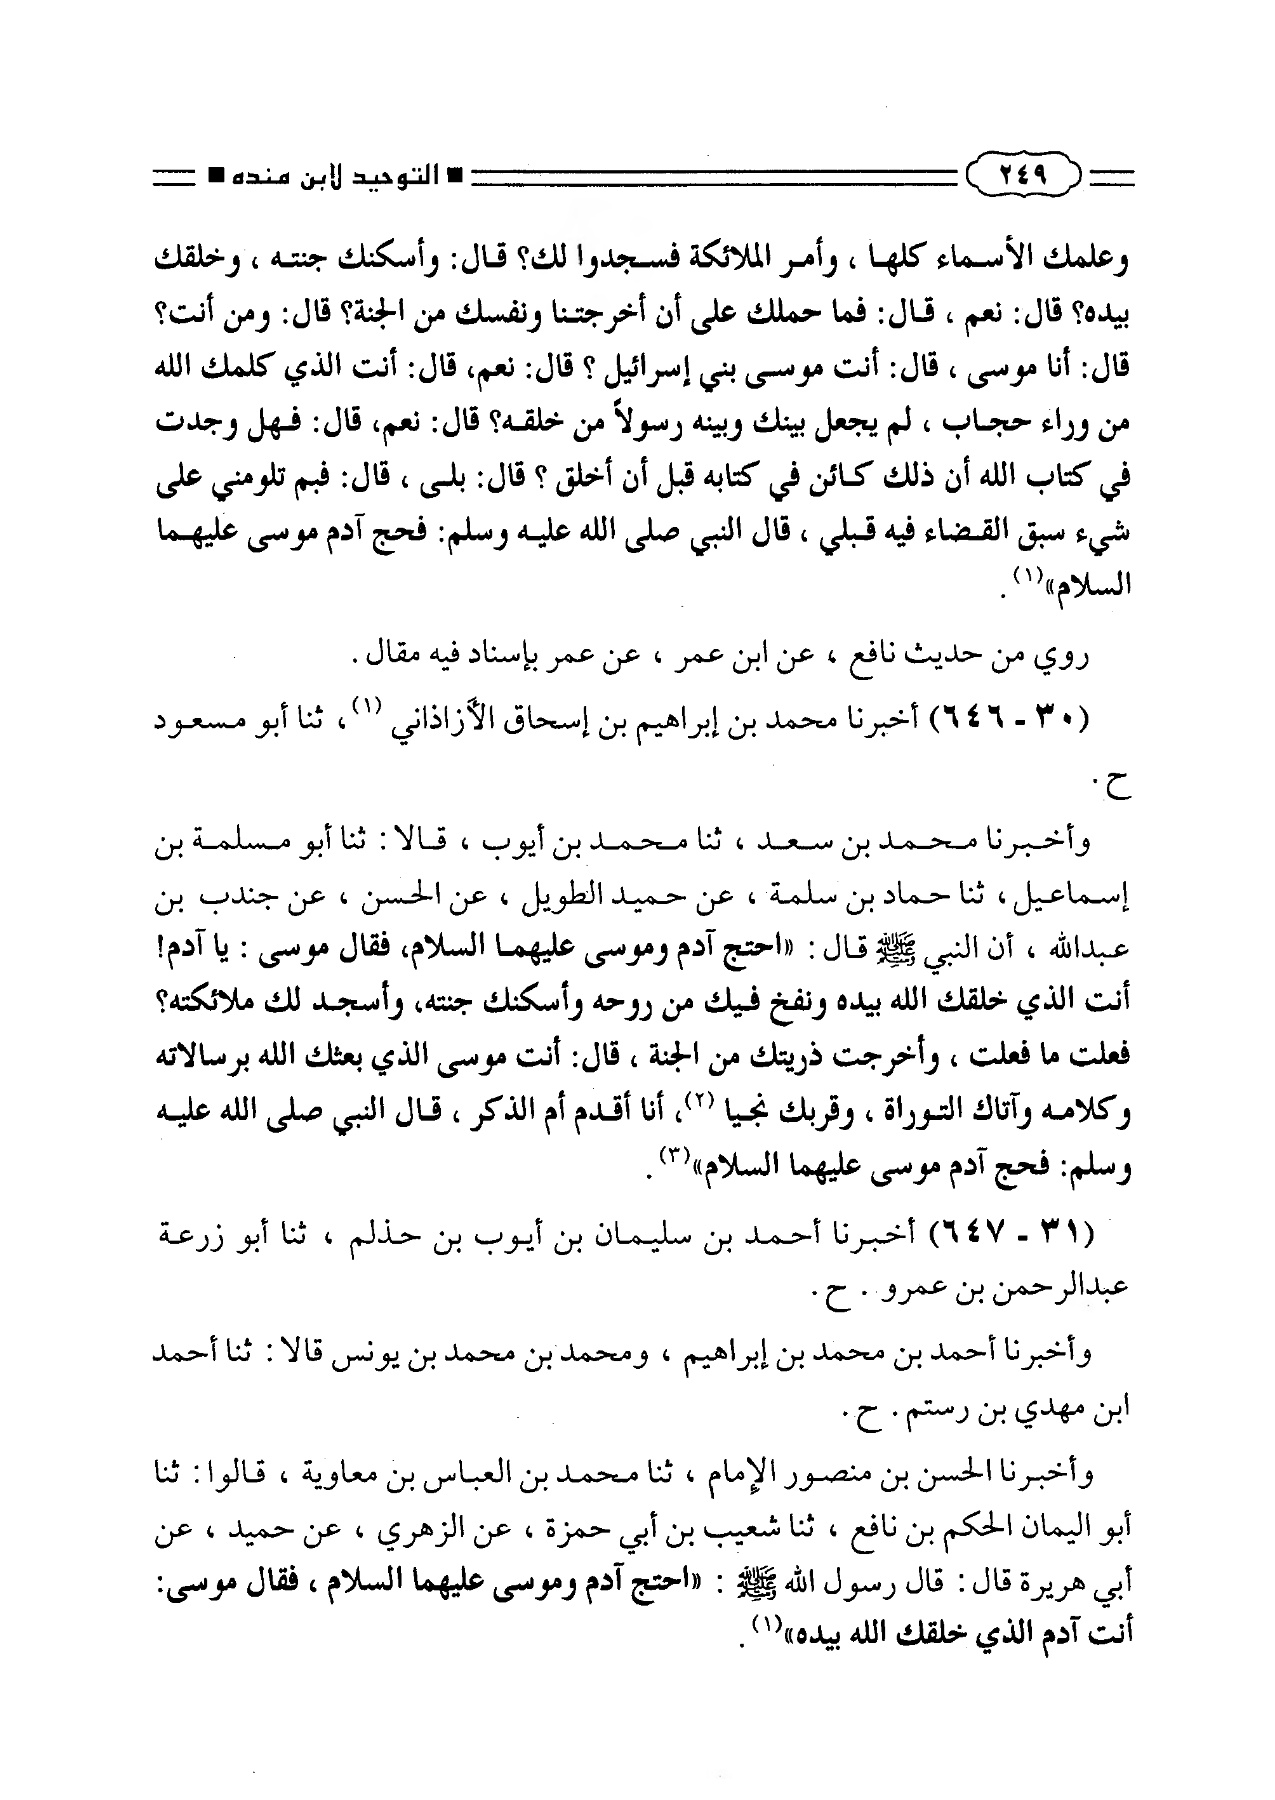 ٢٤٩ ■ التوحيد لابن منده ■
وعلمك الأسماء كلها ، وأمر الملائكة فسجدوا لك؟ قال: وأسكنك جنته ، وخلقك
بيده؟ قال: نعم ، قال: فما حملك على أن أخرجتنا ونفسك من الجنة؟ قال: ومن أنت؟
قال: أنا موسى ، قال: أنت موسى بني إسرائيل ؟ قال: نعم، قال: أنت الذي كلمك الله
من وراء حجاب ، لم يجعل بينك وبينه رسولاً من خلقه؟ قال: نعم، قال: فهل وجدت
في كتاب الله أن ذلك كائن في كتابه قبل أن أخلق ؟ قال: بلى ، قال: فبم تلومني على
شيء سبق القضاء فيه قبلي ، قال النبي صلى الله عليه وسلم: فحج آدم موسى عليهما
السلام»(١) .
روي من حديث نافع ، عن ابن عمر ، عن عمر بإسناد فيه مقال .
(٣٠ - ٦٤٦) أخبرنا محمد بن إبراهيم بن إسحاق الأزاذاني (١)، ثنا أبو مسعود
ح .
وأخبرنا محمد بن سعد ، ثنا محمد بن أيوب ، قالا : ثنا أبو مسلمة بن
إسماعيل ، ثنا حماد بن سلمة ، عن حميد الطويل ، عن الحسن ، عن جندب بن
عبدالله ، أن النبي ﷺ قال : «احتج آدم وموسى عليهما السلام، فقال موسى : يا آدم!
أنت الذي خلقك الله بيده ونفخ فيك من روحه وأسكنك جنته، وأسجد لك ملائكته؟
فعلت ما فعلت ، وأخرجت ذريتك من الجنة ، قال: أنت موسى الذي بعثك الله برسالاته
وكلامه وآتاك التوراة ، وقربك نجيا (٢)، أنا أقدم أم الذكر ، قال النبي صلى الله عليه
وسلم: فحج آدم موسى عليهما السلام»(٣) .
(٣١ - ٦٤٧) أخبرنا أحمد بن سليمان بن أيوب بن حذلم ، ثنا أبو زرعة
عبدالرحمن بن عمرو . ح .
وأخبرنا أحمد بن محمد بن إبراهيم ، ومحمد بن محمد بن يونس قالا : ثنا أحمد
ابن مهدي بن رستم . ح .
وأخبرنا الحسن بن منصور الإمام ، ثنا محمد بن العباس بن معاوية ، قالوا : ثنا
أبو اليمان الحكم بن نافع ، ثنا شعيب بن أبي حمزة ، عن الزهري ، عن حميد ، عن
أبي هريرة قال : قال رسول الله ﷺ : «احتج آدم وموسى عليهما السلام ، فقال موسى:
أنت آدم الذي خلقك الله بيده»(١) .